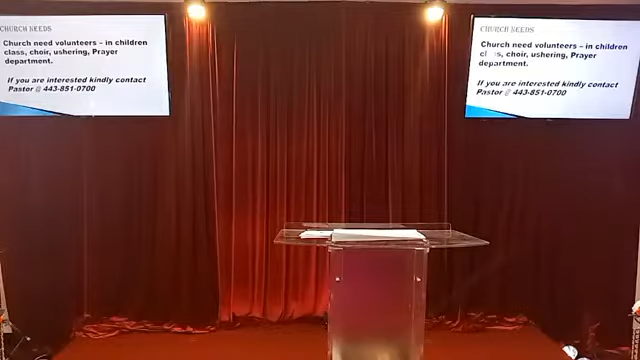 CHURCH NEEDS
Church need volunteers – in children
class, choir, ushering, Prayer
department.
If you are interested kindly contact
Pastor @ 443-851-0700
CHURCH NEEDS
Church need volunteers – in children
class, choir, ushering, Prayer
department.
If you are interested kindly contact
Pastor @ 443-851-0700